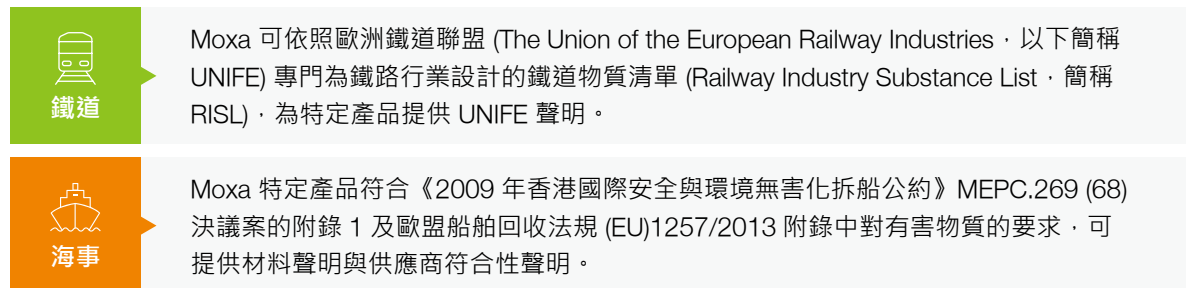 鐵道
Moxa 可依照歐洲鐵道聯盟 (The Union of the European Railway Industries，以下簡稱
UNIFE) 專門為鐵路行業設計的鐵道物質清單 (Railway Industry Substance List，簡稱
RISL)，為特定產品提供 UNIFE 聲明。
海事
Moxa 特定產品符合《2009 年香港國際安全與環境無害化拆船公約》MEPC.269 (68)
決議案的附錄 1 及歐盟船舶回收法規 (EU)1257/2013 附錄中對有害物質的要求，可
提供材料聲明與供應商符合性聲明。